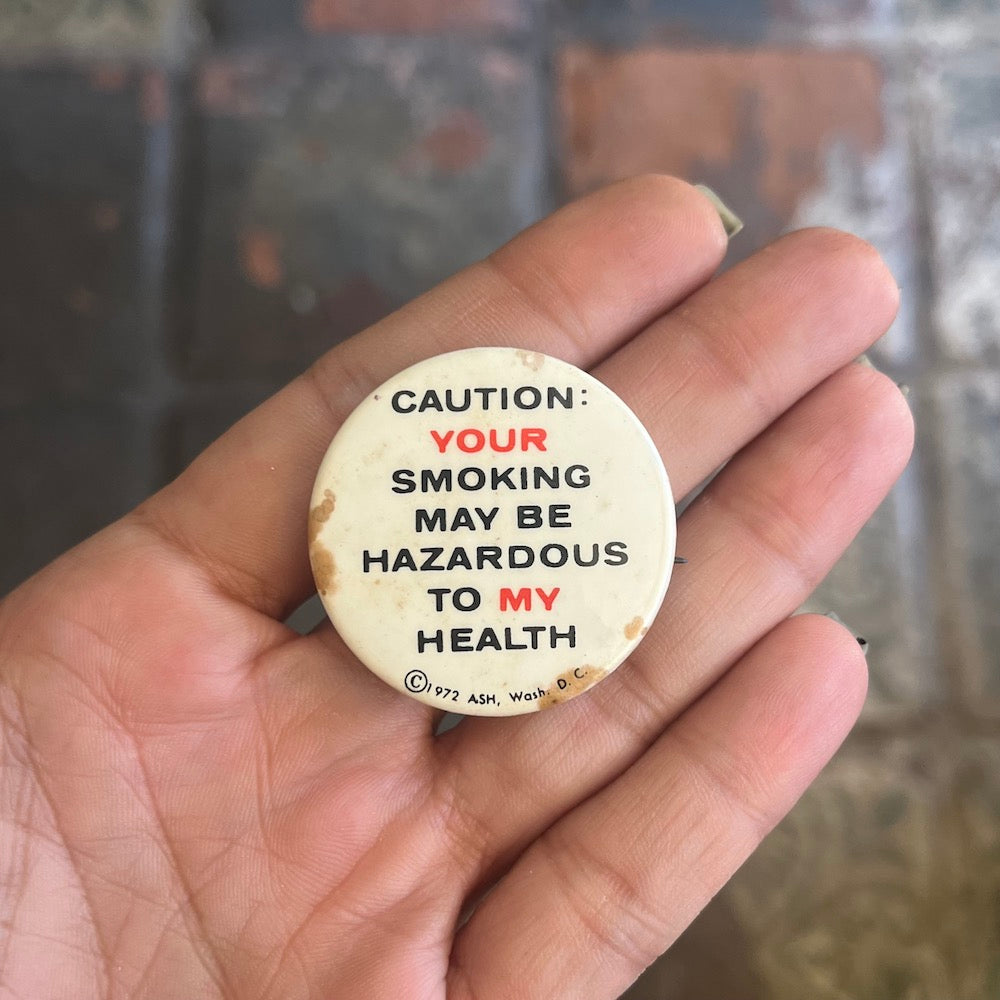 CAUTION:
YOUR
SMOKING
MAY BE
HAZARDOUS
TO MY
HEALTH
©1972 ASH, Wash. D. C.